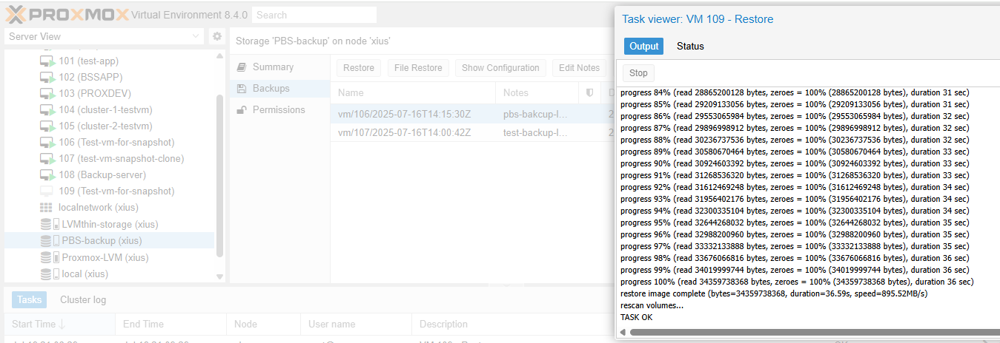 PROXMOX Virtual Environment 8.4.0 Search
Server View
101 (test-app)
102 (BSSAPP)
103 (PROXDEV)
104 (cluster-1-testvm)
105 (cluster-2-testvm)
106 (Test-vm-for-snapshot)
107 (test-vm-snapshot-clone)
108 (Backup-server)
109 (Test-vm-for-snapshot)
localnetwork (xius)
LVMthin-storage (xius)
PBS-backup (xius)
Proxmox-LVM (xius)
local (xius)
Storage 'PBS-backup' on node 'xius'
Summary
Backups
Permissions
Restore File Restore Show Configuration Edit Notes
Name Notes
vm/106/2025-07-16T14:15:30Z pbs-bakcup-l...
vm/107/2025-07-16T14:00:42Z test-backup-l...
Tasks Cluster log
Start Time End Time Node User name Description
Task viewer: VM 109 - Restore
Output Status
Stop
progress 84% (read 28865200128 bytes, zeroes = 100% (28865200128 bytes), duration 31 sec)
progress 85% (read 29209133056 bytes, zeroes = 100% (29209133056 bytes), duration 31 sec)
progress 86% (read 29553065984 bytes, zeroes = 100% (29553065984 bytes), duration 32 sec)
progress 87% (read 29896998912 bytes, zeroes = 100% (29896998912 bytes), duration 32 sec)
progress 88% (read 30236737536 bytes, zeroes = 100% (30236737536 bytes), duration 32 sec)
progress 89% (read 30580670464 bytes, zeroes = 100% (30580670464 bytes), duration 33 sec)
progress 90% (read 30924603392 bytes, zeroes = 100% (30924603392 bytes), duration 33 sec)
progress 91% (read 31268536320 bytes, zeroes = 100% (31268536320 bytes), duration 33 sec)
progress 92% (read 31612469248 bytes, zeroes = 100% (31612469248 bytes), duration 34 sec)
progress 93% (read 31956402176 bytes, zeroes = 100% (31956402176 bytes), duration 34 sec)
progress 94% (read 32300335104 bytes, zeroes = 100% (32300335104 bytes), duration 34 sec)
progress 95% (read 32644268032 bytes, zeroes = 100% (32644268032 bytes), duration 35 sec)
progress 96% (read 32988200960 bytes, zeroes = 100% (32988200960 bytes), duration 35 sec)
progress 97% (read 33332133888 bytes, zeroes = 100% (33332133888 bytes), duration 35 sec)
progress 98% (read 33676066816 bytes, zeroes = 100% (33676066816 bytes), duration 36 sec)
progress 99% (read 34019999744 bytes, zeroes = 100% (34019999744 bytes), duration 36 sec)
progress 100% (read 34359738368 bytes, zeroes = 100% (34359738368 bytes), duration 36 sec)
restore image complete (bytes=34359738368, duration=36.59s, speed=895.52MB/s)
rescan volumes...
TASK OK